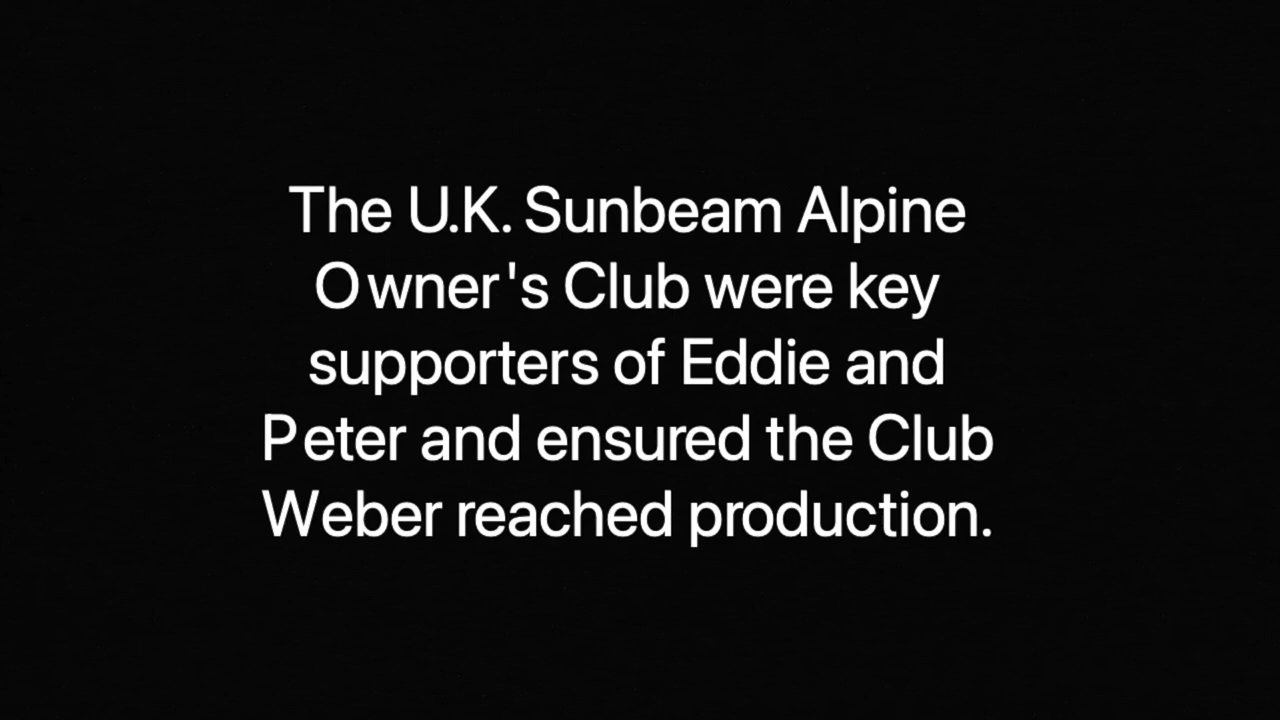 The U.K. Sunbeam Alpine
Owner's Club were key
supporters of Eddie and
Peter and ensured the Club
Weber reached production.